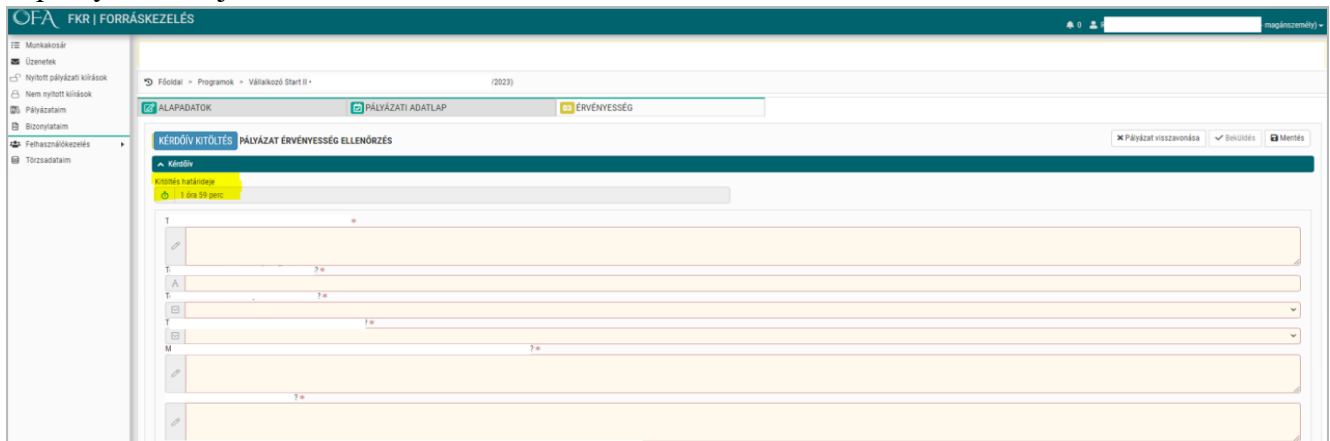 OFA FKR | FORRÁSKEZELÉS
0
magánszemély)
Munkakosár
Üzenetek
Nyitott pályázati kiírások
Nem nyitott kiírások
Pályázataim
Bizonylataim
Felhasználókezelés
Törzsadataim
Főoldal » Programok » Vállalkozó Start II • /2023)
ALAPADATOK
PÁLYÁZATI ADATLAP
03 ÉRVÉNYESSÉG
KÉRDŐÍV KITÖLTÉS PÁLYÁZAT ÉRVÉNYESSÉG ELLENŐRZÉS
Pályázat visszavonása
Beküldés
Mentés
Kérdőív
Kitöltés határideje
1 óra 59 perc
T *
T ? *
T ? *
T ? *
M ? *
? *